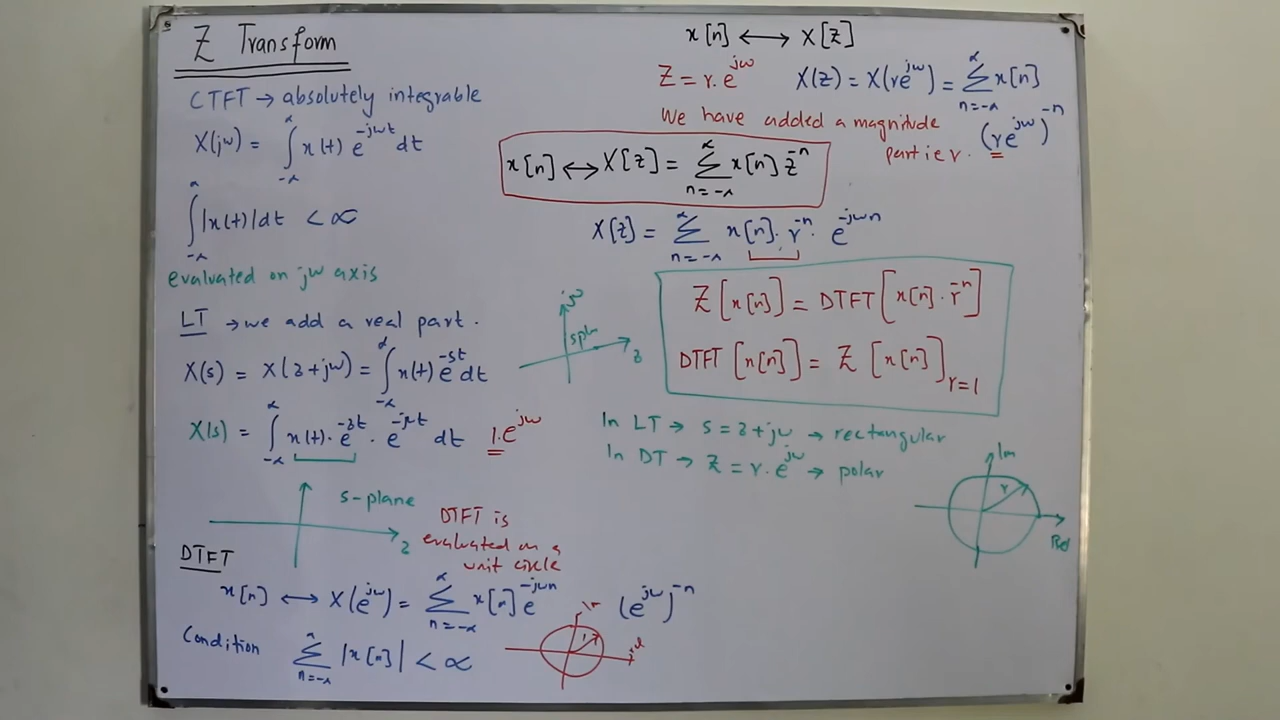 Z Transform
CTFT → absolutely integrable
X(jω) = ∫_{-∞}^{∞} x(t) e^{-jωt} dt
∫_{-∞}^{∞} |x(t)| dt < ∞
evaluated on jω axis
LT → we add a real part.
X(s) = X(σ+jω) = ∫_{-∞}^{∞} x(t) e^{-st} dt
X(s) = ∫_{-∞}^{∞} x(t). e^{-σt} . e^{-jωt} dt
1.e^{jω}
s-plane
σ
DTFT is
evaluated on a
unit circle
DTFT
x[n] ⟷ X(e^{jω}) = ∑_{n=-∞}^{∞} x[n] e^{-jωn} (e^{jω})^{-n}
Condition ∑_{n=-∞}^{∞} |x[n]| < ∞
1
x[n] ⟷ X[z]
Z = r.e^{jω} X(z) = X(re^{jω}) = ∑_{n=-∞}^{∞} x[n]
(re^{jω})^{-n}
We have added a magnitude
part i.e r.
x[n] ⟷ X[z] = ∑_{n=-∞}^{∞} x[n] z^{-n}
X[z] = ∑_{n=-∞}^{∞} x[n]. r^{-n}. e^{-jωn}
jω
σ
Z[x[n]] = DTFT[x[n]. r^{-n}]
DTFT[x[n]] = Z[x[n]]_{r=1}
In LT → s = σ+jω → rectangular
In DT → Z = r.e^{jω} → polar
Im
r